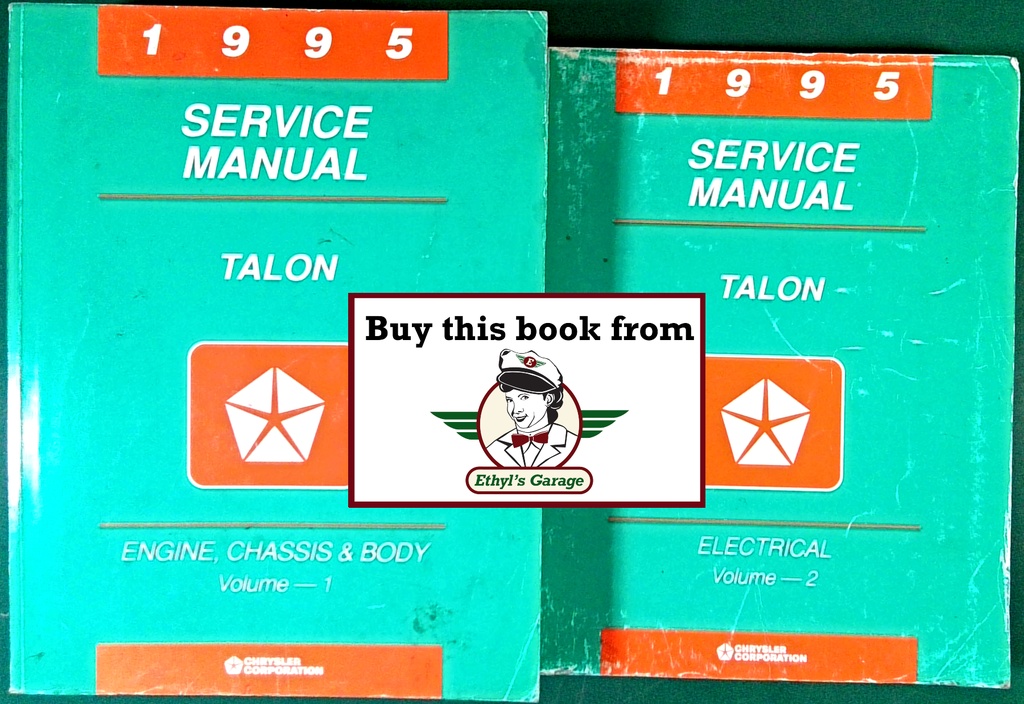 1 9 9 5
SERVICE
MANUAL
TALON
ENGINE, CHASSIS & BODY
Volume — 1
CHRYSLER
CORPORATION
1 9 9 5
SERVICE
MANUAL
TALON
ELECTRICAL
Volume — 2
CHRYSLER
CORPORATION
Buy this book from
E
Ethyl's Garage